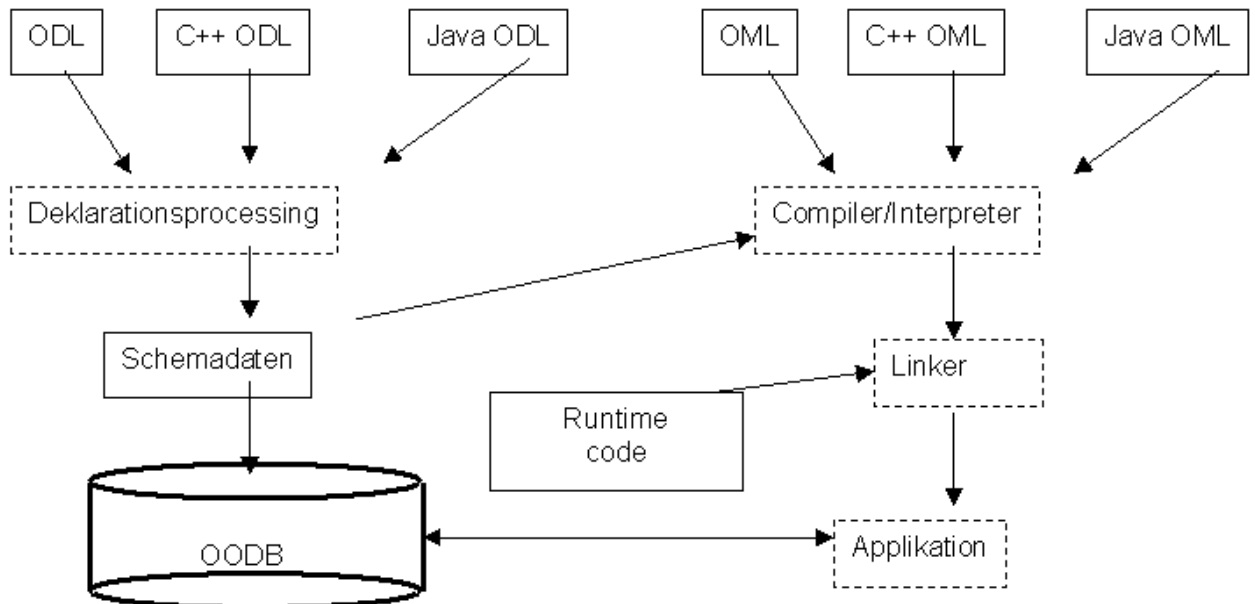 ODL
C++ ODL
Java ODL
OML
C++ OML
Java OML
Deklarationsprocessing
Compiler/Interpreter
Schemadaten
Linker
Runtime
code
OODB
Applikation